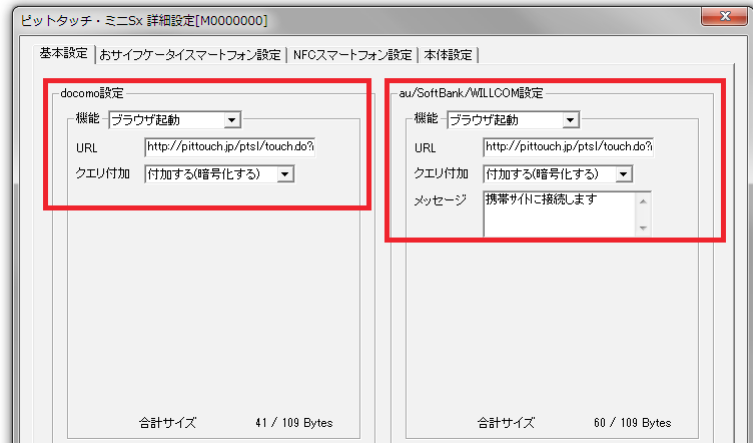 ピットタッチ・ミニSx 詳細設定[M0000000]
基本設定 おサイフケータイスマートフォン設定 NFCスマートフォン設定 本体設定
docomo設定
機能 ブラウザ起動
URL http://pittouch.jp/ptsl/touch.do?i
クエリ付加 付加する(暗号化する)
合計サイズ 41 / 109 Bytes
au/SoftBank/WILLCOM設定
機能 ブラウザ起動
URL http://pittouch.jp/ptsl/touch.do?i
クエリ付加 付加する(暗号化する)
メッセージ 携帯サイトに接続します
合計サイズ 60 / 109 Bytes